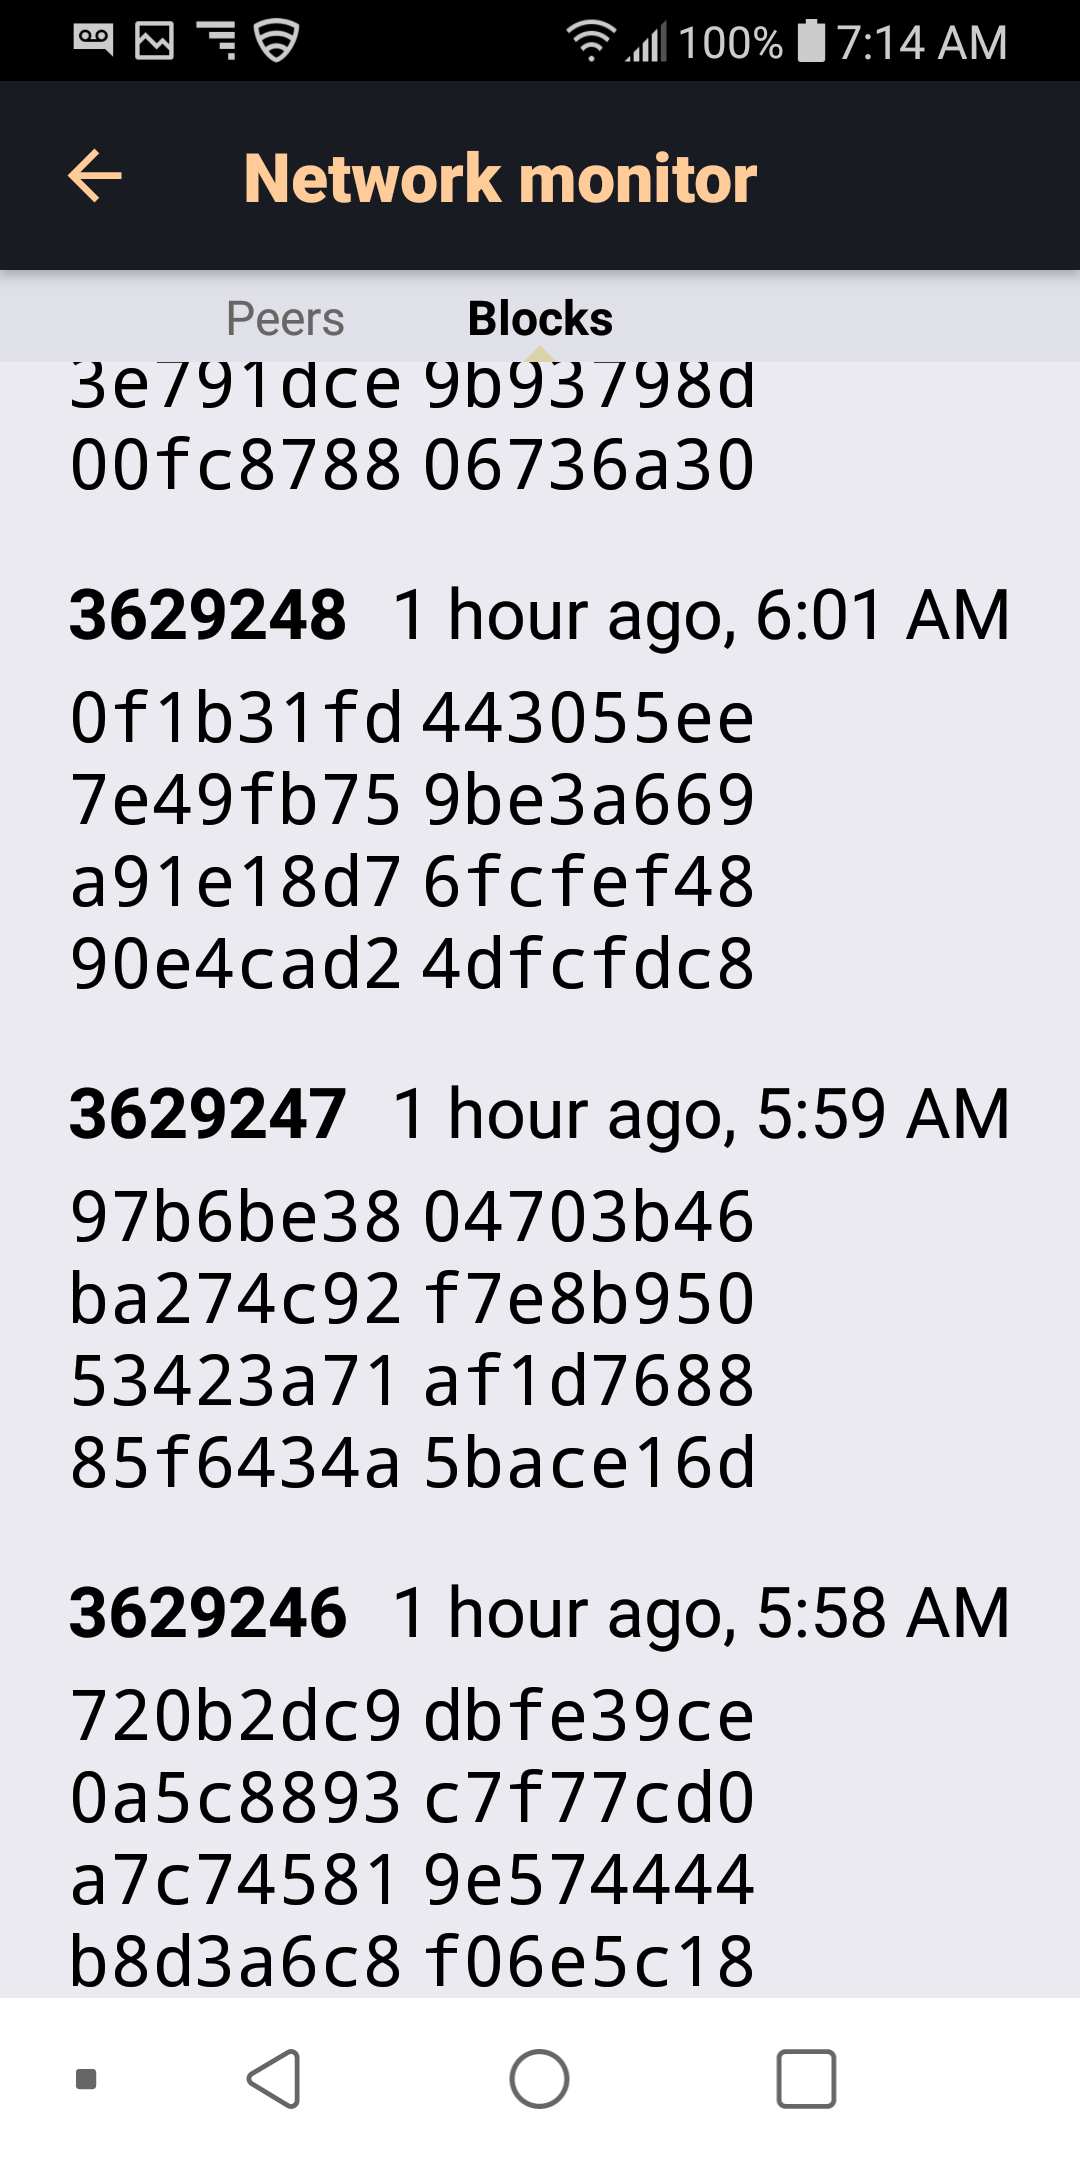 100% 7:14 AM
Network monitor
Peers Blocks
3e791dce 9b93798d
00fc8788 06736a30
3629248 1 hour ago, 6:01 AM
0f1b31fd 443055ee
7e49fb75 9be3a669
a91e18d7 6fcfef48
90e4cad2 4dfcfdc8
3629247 1 hour ago, 5:59 AM
97b6be38 04703b46
ba274c92 f7e8b950
53423a71 af1d7688
85f6434a 5bace16d
3629246 1 hour ago, 5:58 AM
720b2dc9 dbfe39ce
0a5c8893 c7f77cd0
a7c74581 9e574444
b8d3a6c8 f06e5c18